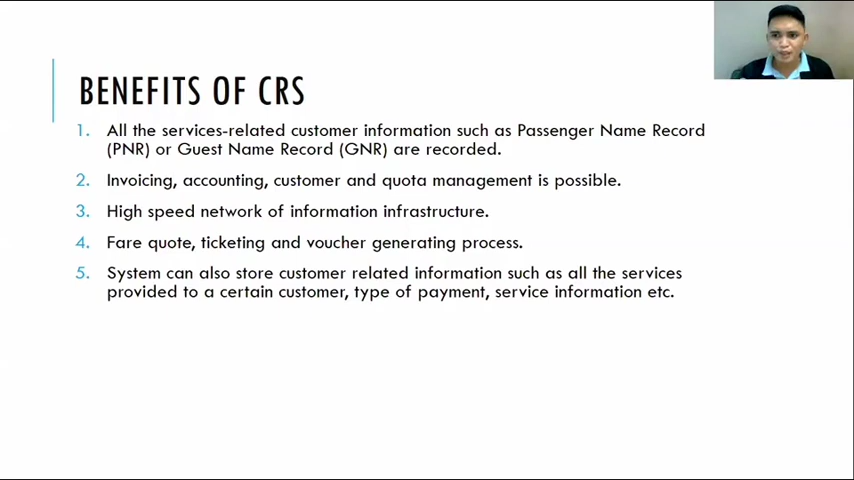 BENEFITS OF CRS
1. All the services-related customer information such as Passenger Name Record
(PNR) or Guest Name Record (GNR) are recorded.
2. Invoicing, accounting, customer and quota management is possible.
3. High speed network of information infrastructure.
4. Fare quote, ticketing and voucher generating process.
5. System can also store customer related information such as all the services
provided to a certain customer, type of payment, service information etc.